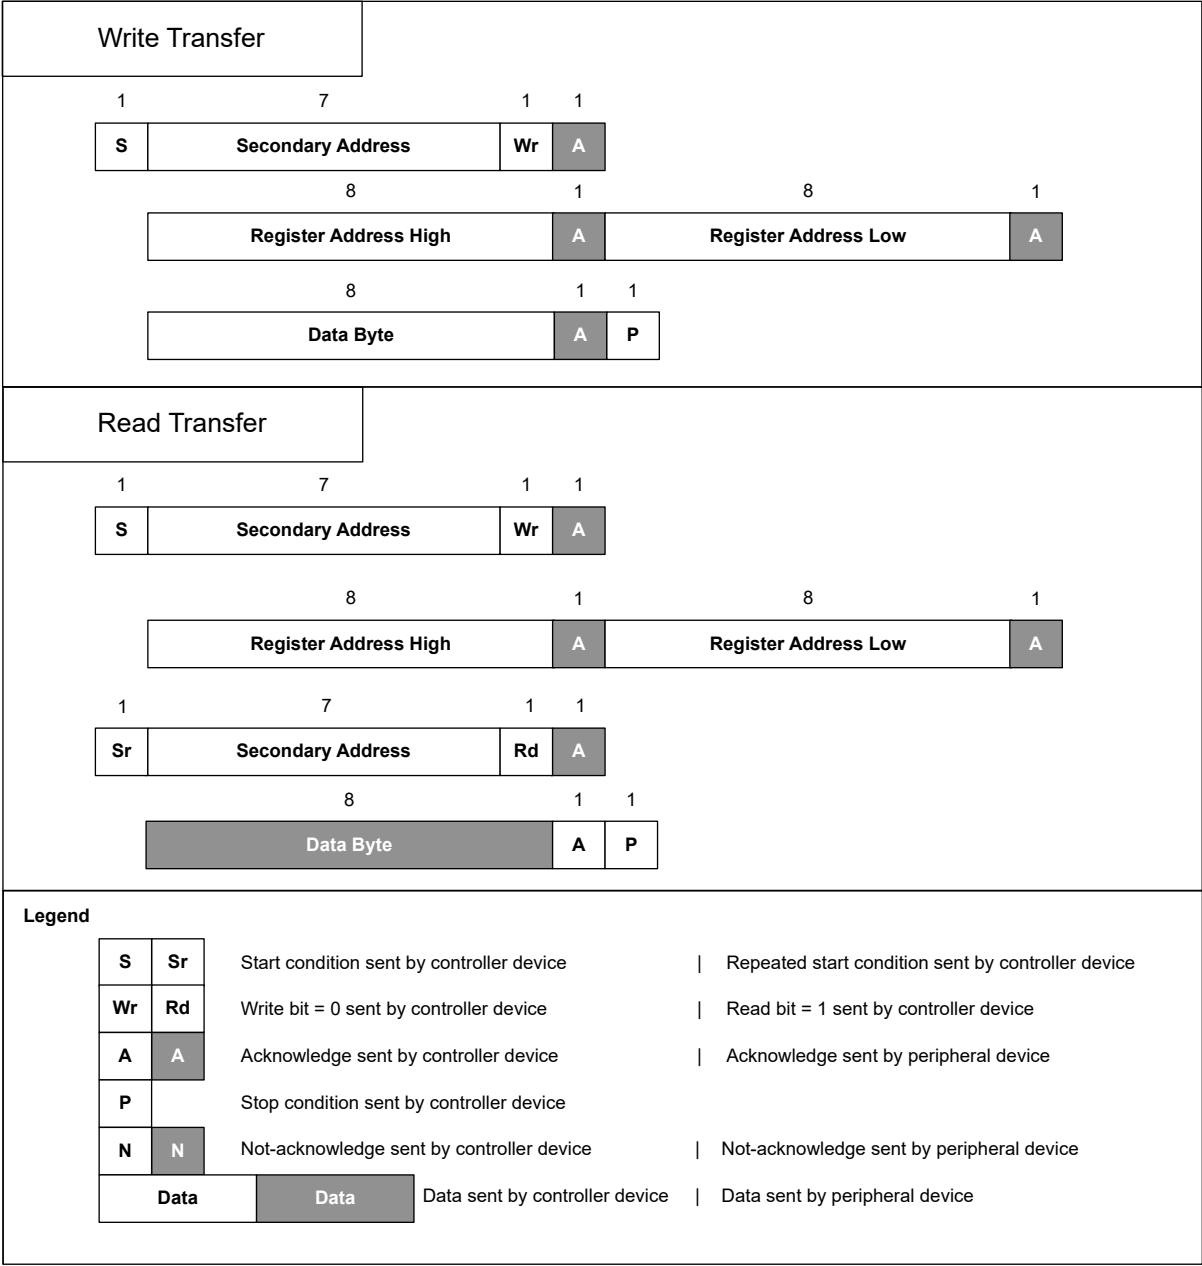 Write Transfer
1 7 1 1
S Secondary Address Wr A
8 1 8 1
Register Address High A Register Address Low A
8 1 1
Data Byte A P
Read Transfer
1 7 1 1
S Secondary Address Wr A
8 1 8 1
Register Address High A Register Address Low A
1 7 1 1
Sr Secondary Address Rd A
8 1 1
Data Byte A P
Legend
S Sr Start condition sent by controller device | Repeated start condition sent by controller device
Wr Rd Write bit = 0 sent by controller device | Read bit = 1 sent by controller device
A A Acknowledge sent by controller device | Acknowledge sent by peripheral device
P Stop condition sent by controller device
N N Not-acknowledge sent by controller device | Not-acknowledge sent by peripheral device
Data Data Data sent by controller device | Data sent by peripheral device